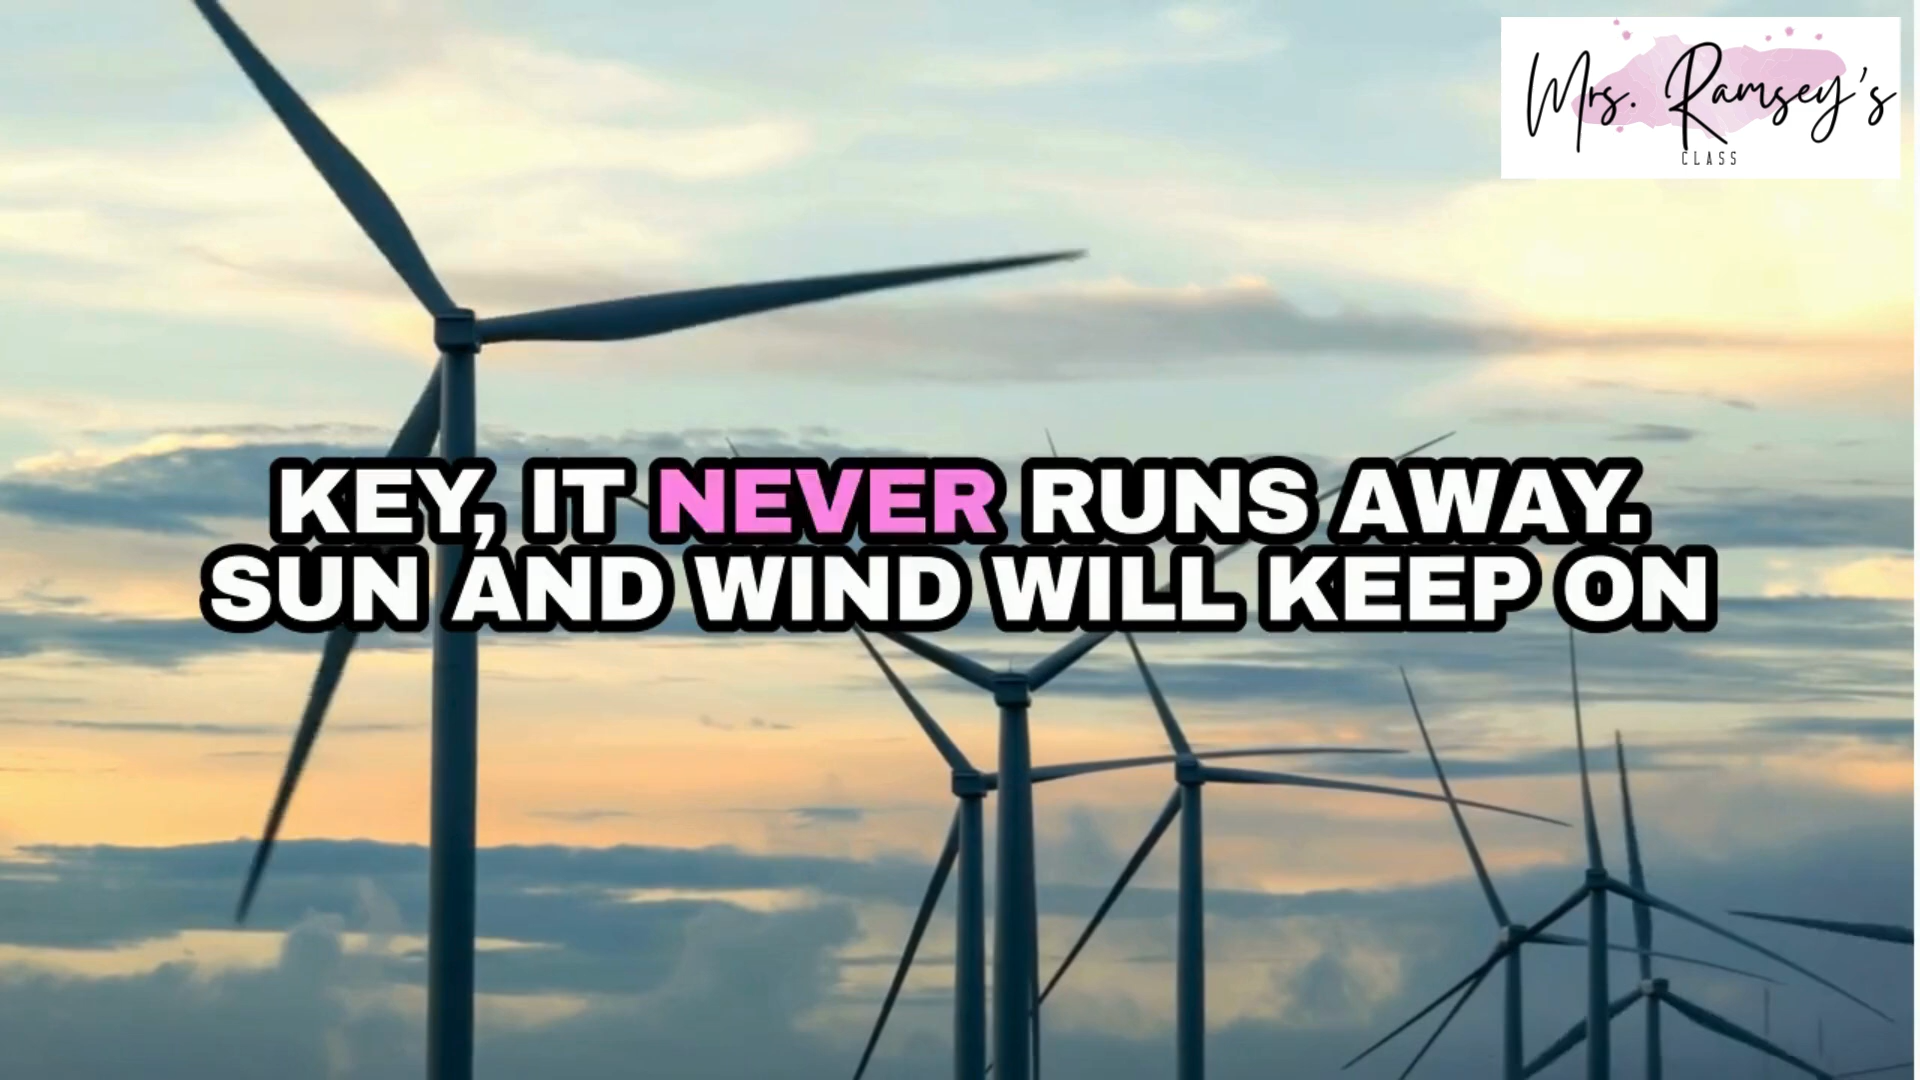 Mrs. Ramsey's
CLASS
KEY, IT NEVER RUNS AWAY.
SUN AND WIND WILL KEEP ON